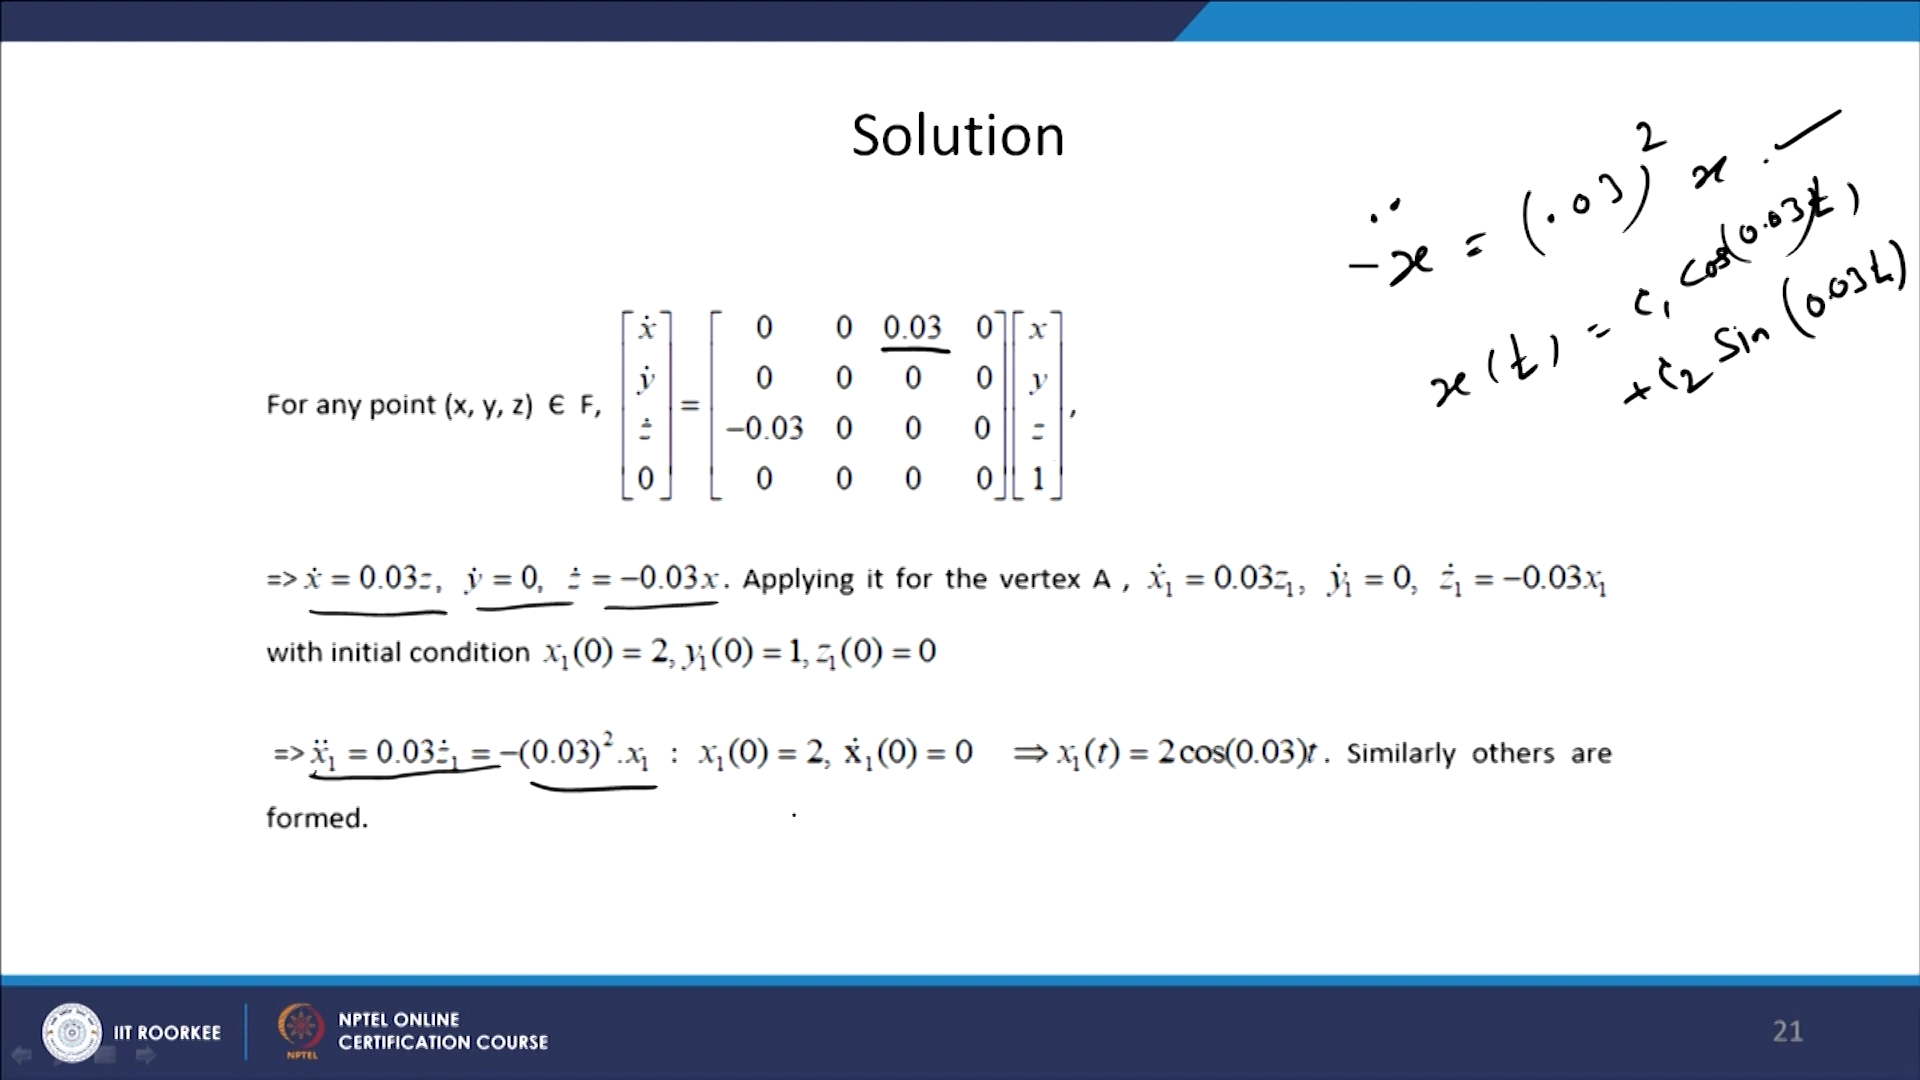 Solution
-ẍ = (.03)² x .
x(t) = c₁ cos(0.03t)
+ c₂ sin(0.03t)
For any point (x, y, z) Є F, [ẋ ẏ ż 0] = [0 0 0.03 0; 0 0 0 0; −0.03 0 0 0; 0 0 0 0][x y z 1],
=> ẋ = 0.03z, ẏ = 0, ż = −0.03x. Applying it for the vertex A , ẋ₁ = 0.03z₁, ẏ₁ = 0, ż₁ = −0.03x₁
with initial condition x₁(0) = 2, y₁(0) = 1, z₁(0) = 0
=> ẍ₁ = 0.03ż₁ = −(0.03)².x₁ : x₁(0) = 2, ẋ₁(0) = 0 ⇒ x₁(t) = 2cos(0.03)t. Similarly others are
formed.
IIT ROORKEE
NPTEL
NPTEL ONLINE
CERTIFICATION COURSE
21